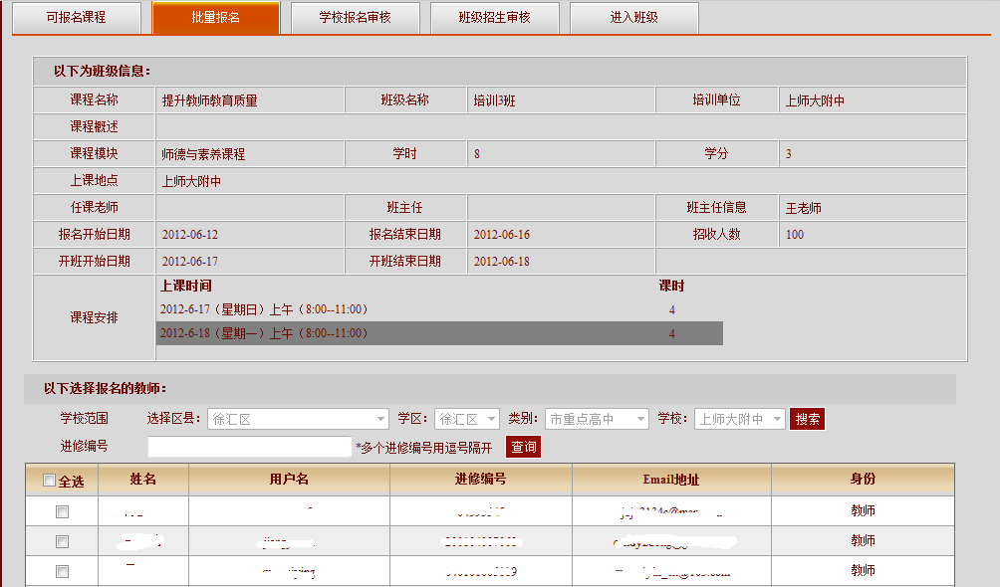 可报名课程 批量报名 学校报名审核 班级招生审核 进入班级
以下为班级信息：
课程名称 提升教师教育质量 班级名称 培训3班 培训单位 上师大附中
课程概述
课程模块 师德与素养课程 学时 8 学分 3
上课地点 上师大附中
任课老师 班主任 班主任信息 王老师
报名开始日期 2012-06-12 报名结束日期 2012-06-16 招收人数 100
开班开始日期 2012-06-17 开班结束日期 2012-06-18
课程安排
上课时间 课时
2012-6-17（星期日）上午（8:00--11:00） 4
2012-6-18（星期一）上午（8:00--11:00） 4
以下选择报名的教师：
学校范围 选择区县： 徐汇区 学区： 徐汇区 类别： 市重点高中 学校： 上师大附中 搜索
进修编号 *多个进修编号用逗号隔开 查询
全选 姓名 用户名 进修编号 Email地址 身份
教师
教师
教师